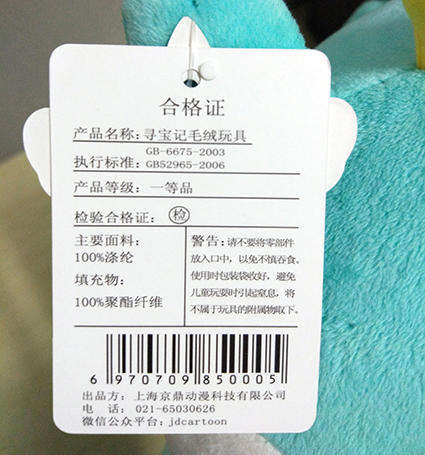 合格证
产品名称：寻宝记毛绒玩具
GB-6675-2003
执行标准：GB52965-2006
产品等级：一等品
检验合格证：检
主要面料：
100%涤纶
填充物：
100%聚酯纤维
警告：请不要将零部件
放入口中，以免不慎吞食。
使用时包装袋收好，避免
儿童玩耍时引起窒息，将
不属于玩具的附属物取下。
6 970709 850005
出品方：上海京鼎动漫科技有限公司
电 话：021-65030626
微信公众平台：jdcartoon